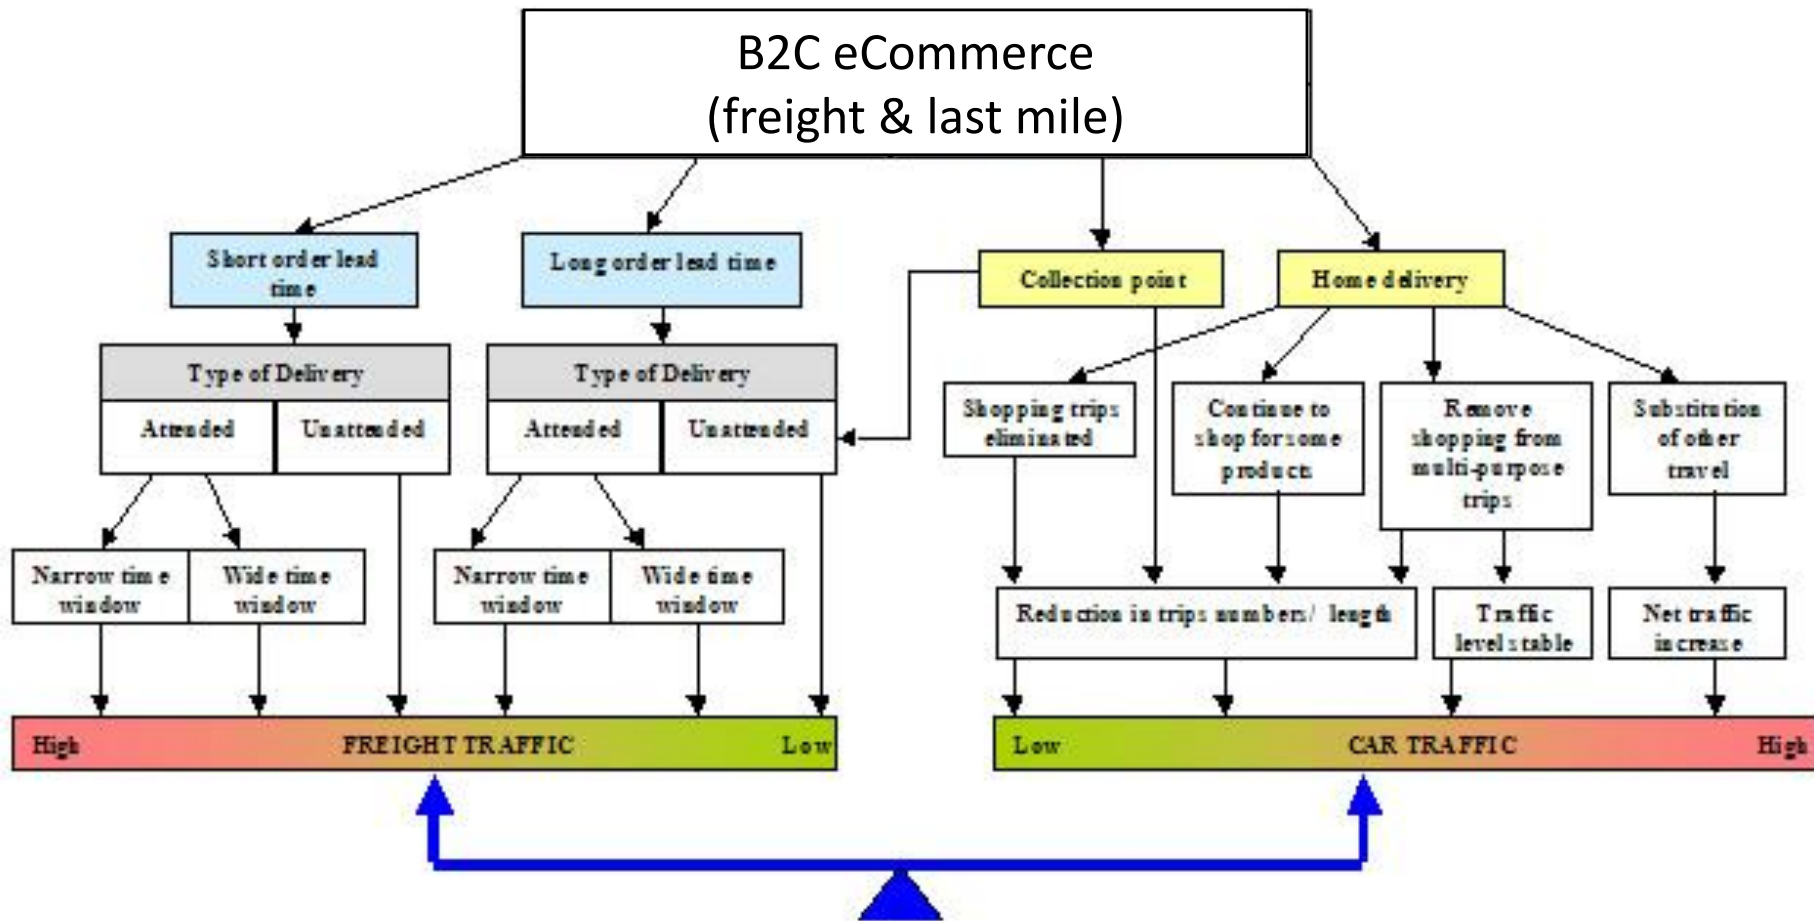 B2C eCommerce
(freight & last mile)
Short order lead
time
Long order lead time
Collection point
Home delivery
Type of Delivery
Attended
Unattended
Type of Delivery
Attended
Unattended
Shopping trips
eliminated
Continue to
shop for some
products
Remove
shopping from
multi-purpose
trips
Substitution
of other
travel
Narrow time
window
Wide time
window
Narrow time
window
Wide time
window
Reduction in trips numbers/ length
Traffic
level stable
Net traffic
increase
High
FREIGHT TRAFFIC
Low
Low
CAR TRAFFIC
High